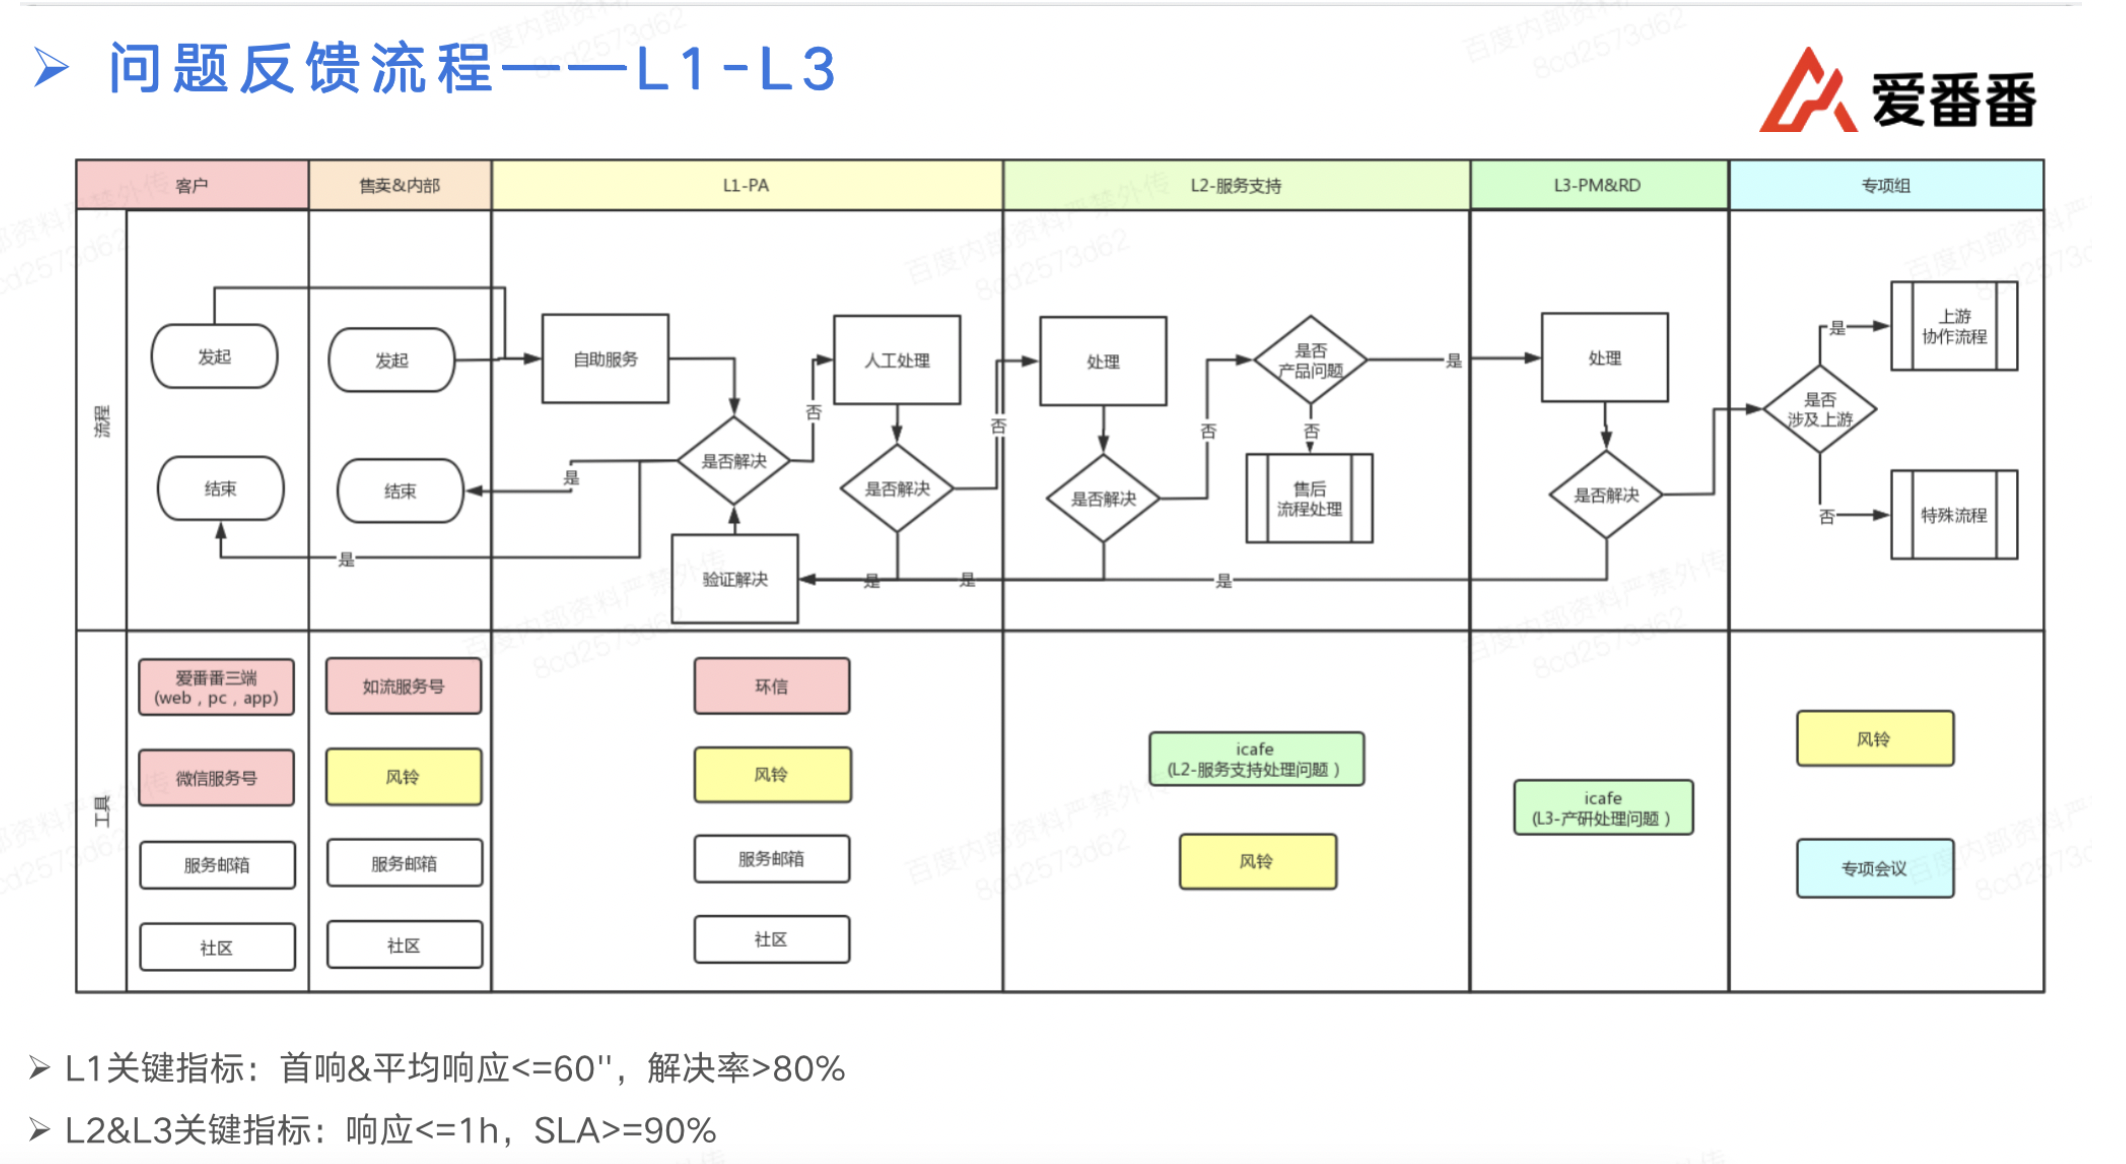 问题反馈流程——L1-L3
爱番番
客户
售卖&内部
L1-PA
L2-服务支持
L3-PM&RD
专项组
流程
发起
结束
是
发起
结束
是
自助服务
是否解决
验证解决
否
人工处理
是否解决
是
是
否
处理
是否解决
否
是否
产品问题
否
售后
流程处理
是
是
处理
是否解决
是否
涉及上游
是
上游
协作流程
否
特殊流程
工具
爱番番三端
(web , pc , app)
微信服务号
服务邮箱
社区
如流服务号
风铃
服务邮箱
社区
环信
风铃
服务邮箱
社区
icafe
(L2-服务支持处理问题 )
风铃
icafe
(L3-产研处理问题 )
风铃
专项会议
L1关键指标：首响&平均响应<=60"，解决率>80%
L2&L3关键指标：响应<=1h，SLA>=90%
百度内部资料严禁外传
8cd2573d62